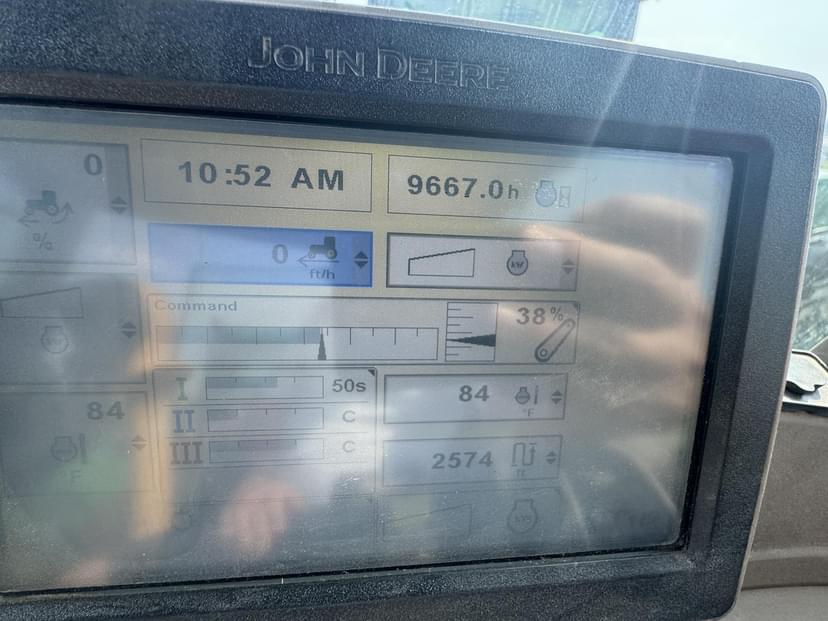 JOHN DEERE
0
%
10:52 AM
9667.0h
0
ft/h
kW
Command
38%
I 50s
II C
III C
84
°F
84
°F
2574
ft